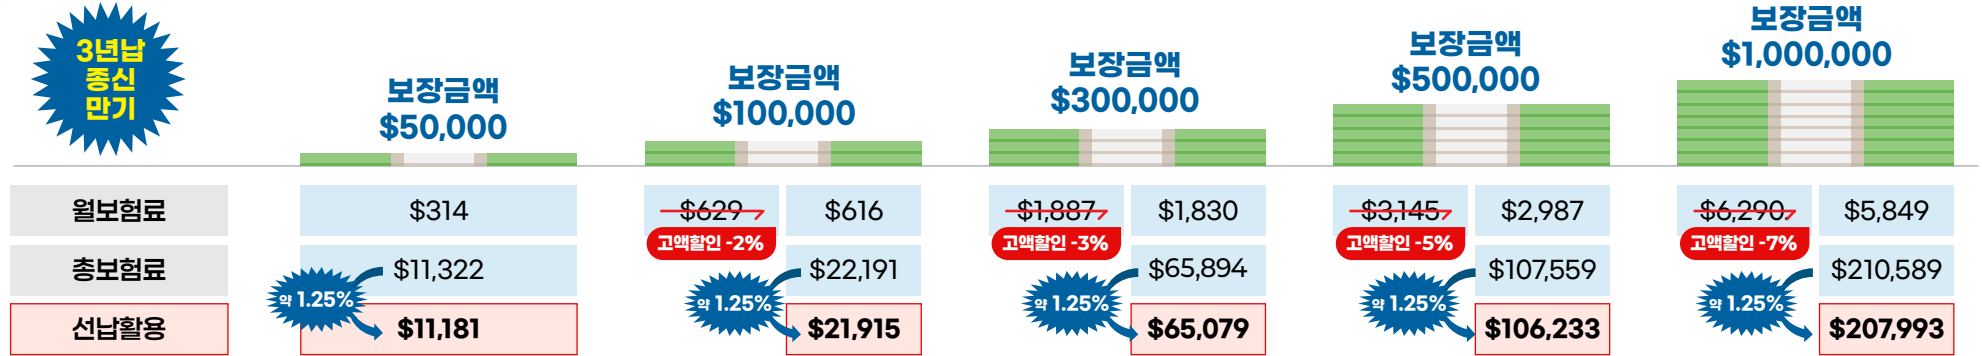 3년납
종신
만기
보장금액
$50,000
보장금액
$100,000
보장금액
$300,000
보장금액
$500,000
보장금액
$1,000,000
월보험료
$314
$629
$616
$1,887
$1,830
$3,145
$2,987
$6,290
$5,849
고액할인 -2%
고액할인 -3%
고액할인 -5%
고액할인 -7%
총보험료
$11,322
$22,191
$65,894
$107,559
$210,589
약 1.25%
약 1.25%
약 1.25%
약 1.25%
약 1.25%
선납활용
$11,181
$21,915
$65,079
$106,233
$207,993